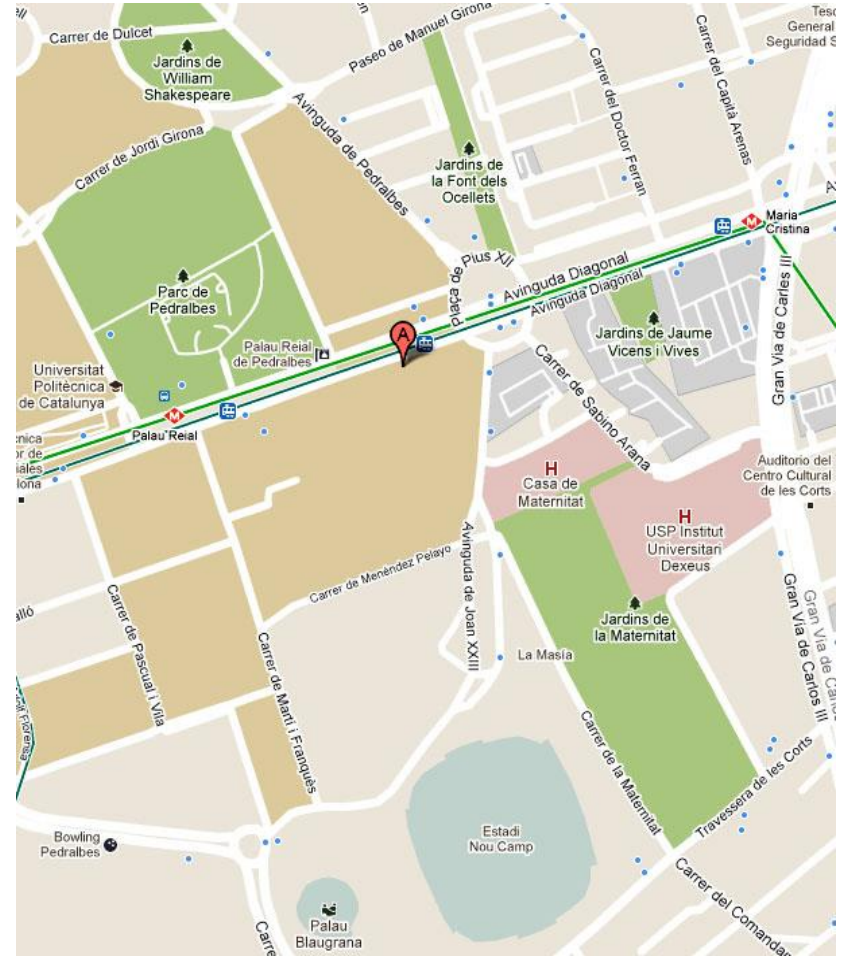 Carrer de Dulcet
Jardins de
William
Shakespeare
Paseo de Manuel Girona
Carrer del Capità Arenas
General
Seguridad S
Carrer de Jordi Girona
Avinguda de Pedralbes
Jardins de
la Font dels
Ocellets
Carrer del Doctor Ferran
M
Maria
Cristina
Plaça de Pius XII
Avinguda Diagonal
Avinguda Diagonal
Gran Via de Carles III
Parc de
Pedralbes
A
Palau Reial
de Pedralbes
Jardins de Jaume
Vicens i Vives
Universitat
Politècnica
de Catalunya
M
Palau Reial
Carrer de Sabino Arana
H
Casa de
Maternitat
Auditorio del
Centro Cultural
de les Corts
H
USP Institut
Universitari
Dexeus
Avinguda de Joan XXIII
Carrer de Menéndez Pelayo
Carrer de Pascual i Vila
Carrer de Martí i Franquès
Jardins de
la Maternitat
La Masía
Gran Vía de Carlos III
Gran Vía de
Carrer de la Maternitat
Travessera de les Corts
Estadi
Nou Camp
Bowling
Pedralbes
Palau
Blaugrana
Carrer del